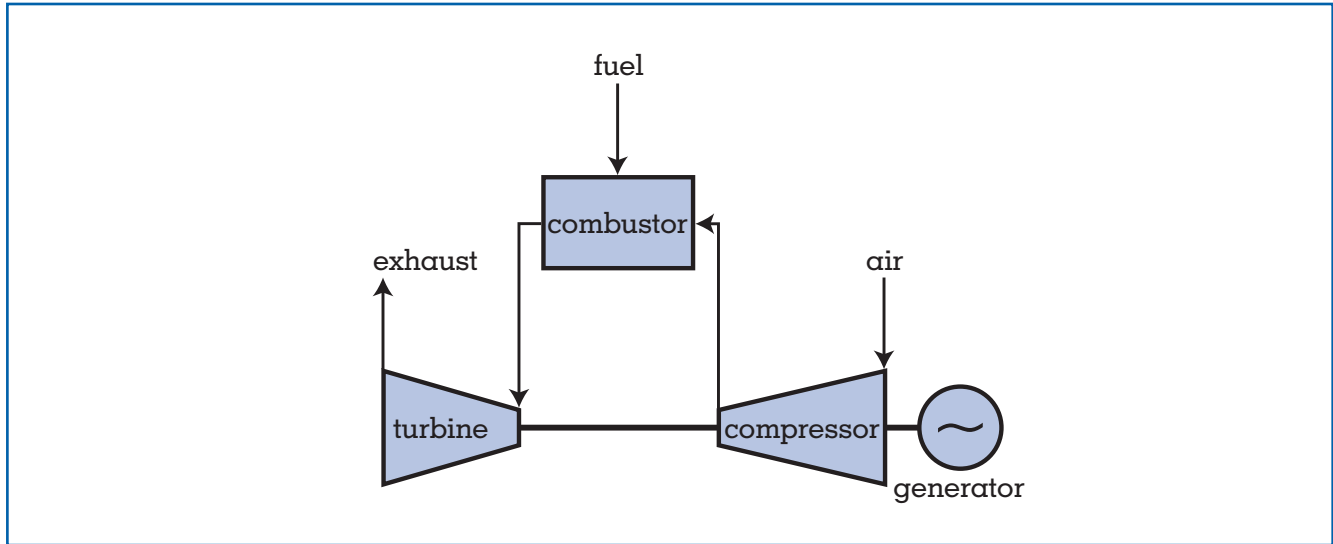 fuel
combustor
exhaust
air
turbine
compressor
generator